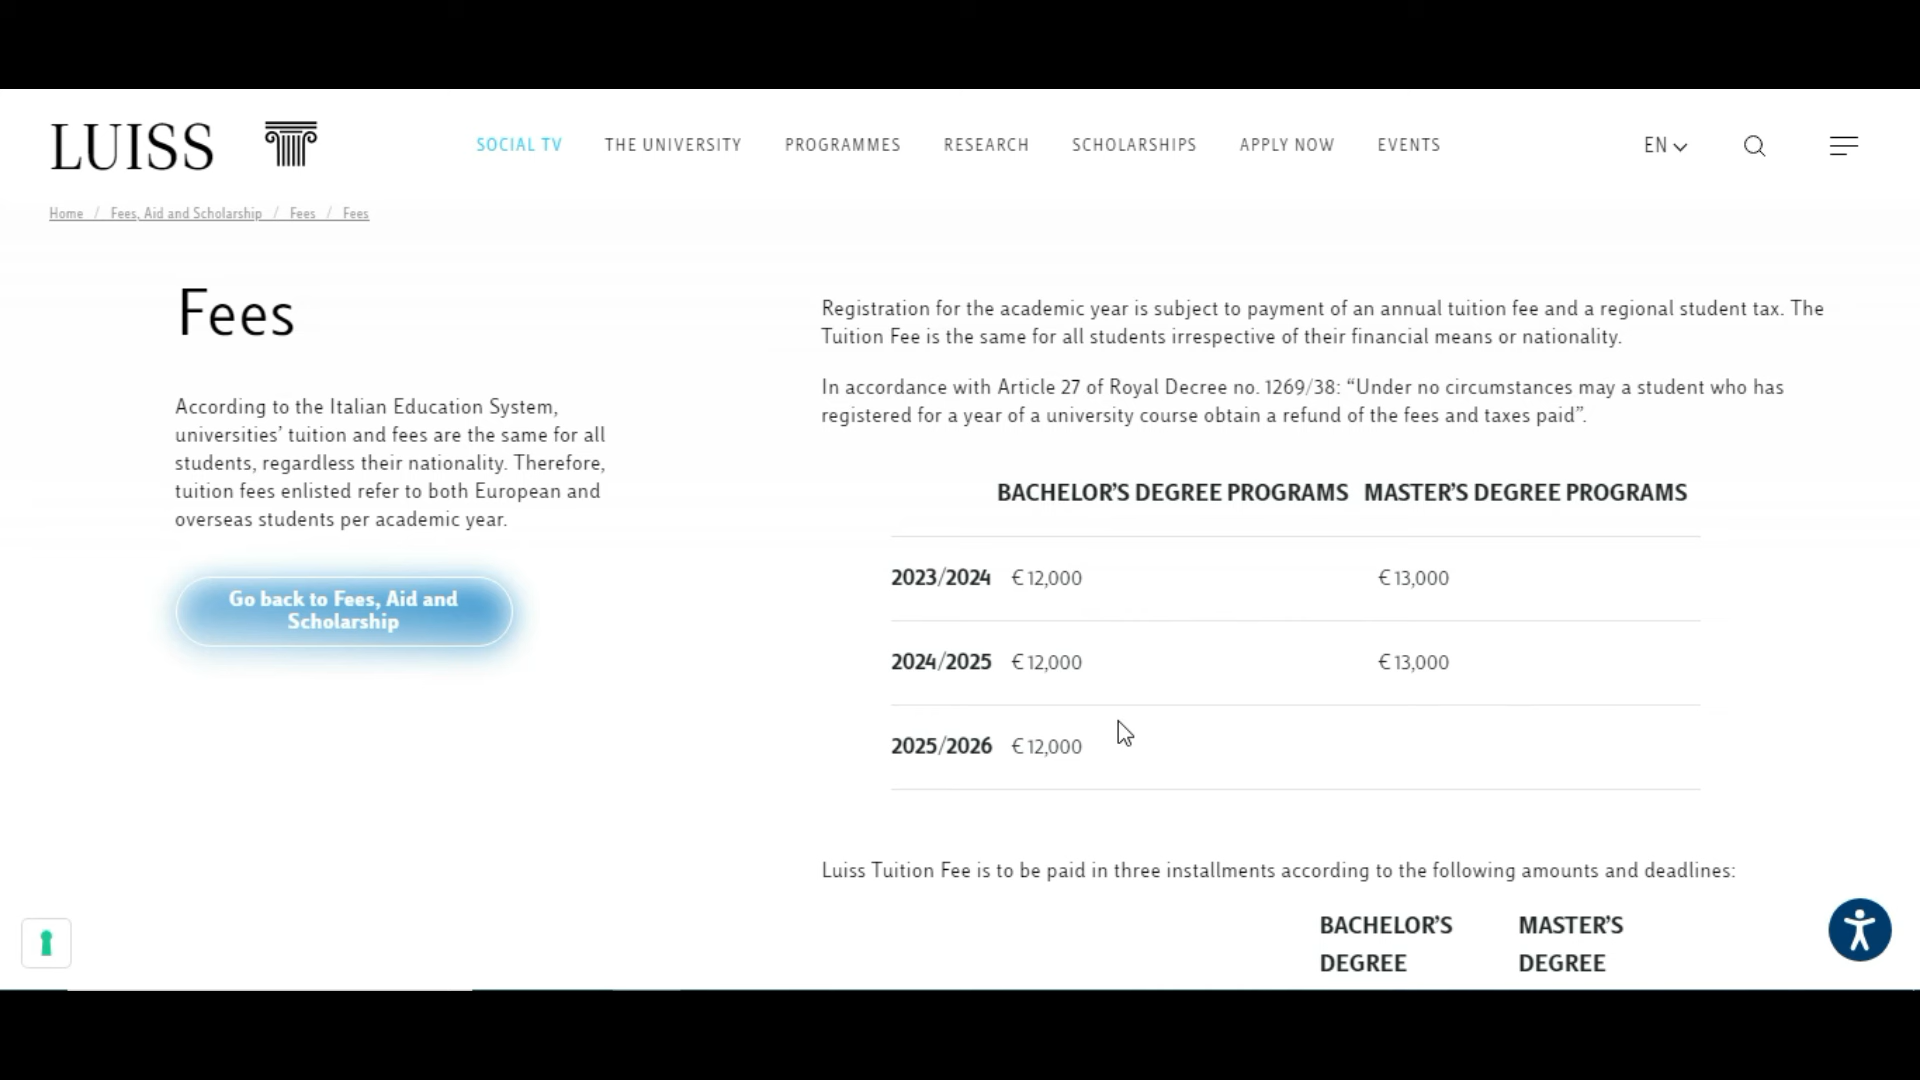 LUISS
SOCIAL TV THE UNIVERSITY PROGRAMMES RESEARCH SCHOLARSHIPS APPLY NOW EVENTS EN
Home / Fees, Aid and Scholarship / Fees / Fees
Fees
According to the Italian Education System,
universities’ tuition and fees are the same for all
students, regardless their nationality. Therefore,
tuition fees enlisted refer to both European and
overseas students per academic year.
Go back to Fees, Aid and
Scholarship
Registration for the academic year is subject to payment of an annual tuition fee and a regional student tax. The
Tuition Fee is the same for all students irrespective of their financial means or nationality.
In accordance with Article 27 of Royal Decree no. 1269/38: “Under no circumstances may a student who has
registered for a year of a university course obtain a refund of the fees and taxes paid”.
BACHELOR’S DEGREE PROGRAMS MASTER’S DEGREE PROGRAMS
2023/2024 € 12,000 € 13,000
2024/2025 € 12,000 € 13,000
2025/2026 € 12,000
Luiss Tuition Fee is to be paid in three installments according to the following amounts and deadlines:
BACHELOR’S MASTER’S
DEGREE DEGREE